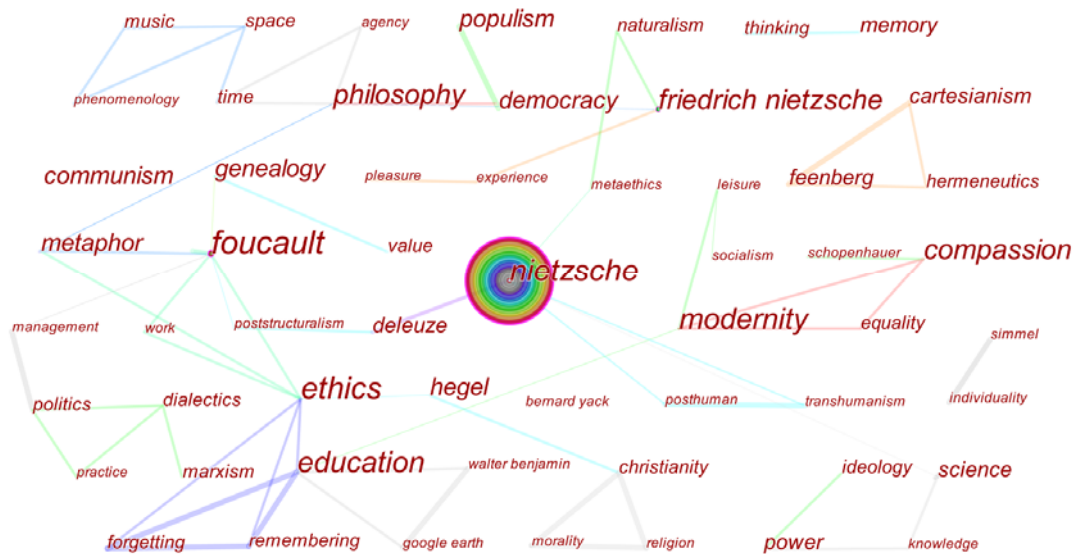 music
space
agency
populism
naturalism
thinking
memory
phenomenology
time
philosophy
democracy
friedrich nietzsche
cartesianism
communism
genealogy
pleasure
experience
metaethics
leisure
feenberg
hermeneutics
metaphor
foucault
value
nietzsche
socialism
schopenhauer
compassion
management
work
poststructuralism
deleuze
modernity
equality
simmel
politics
dialectics
ethics
hegel
bernard yack
posthuman
transhumanism
individuality
practice
marxism
education
walter benjamin
christianity
ideology
science
forgetting
remembering
google earth
morality
religion
power
knowledge